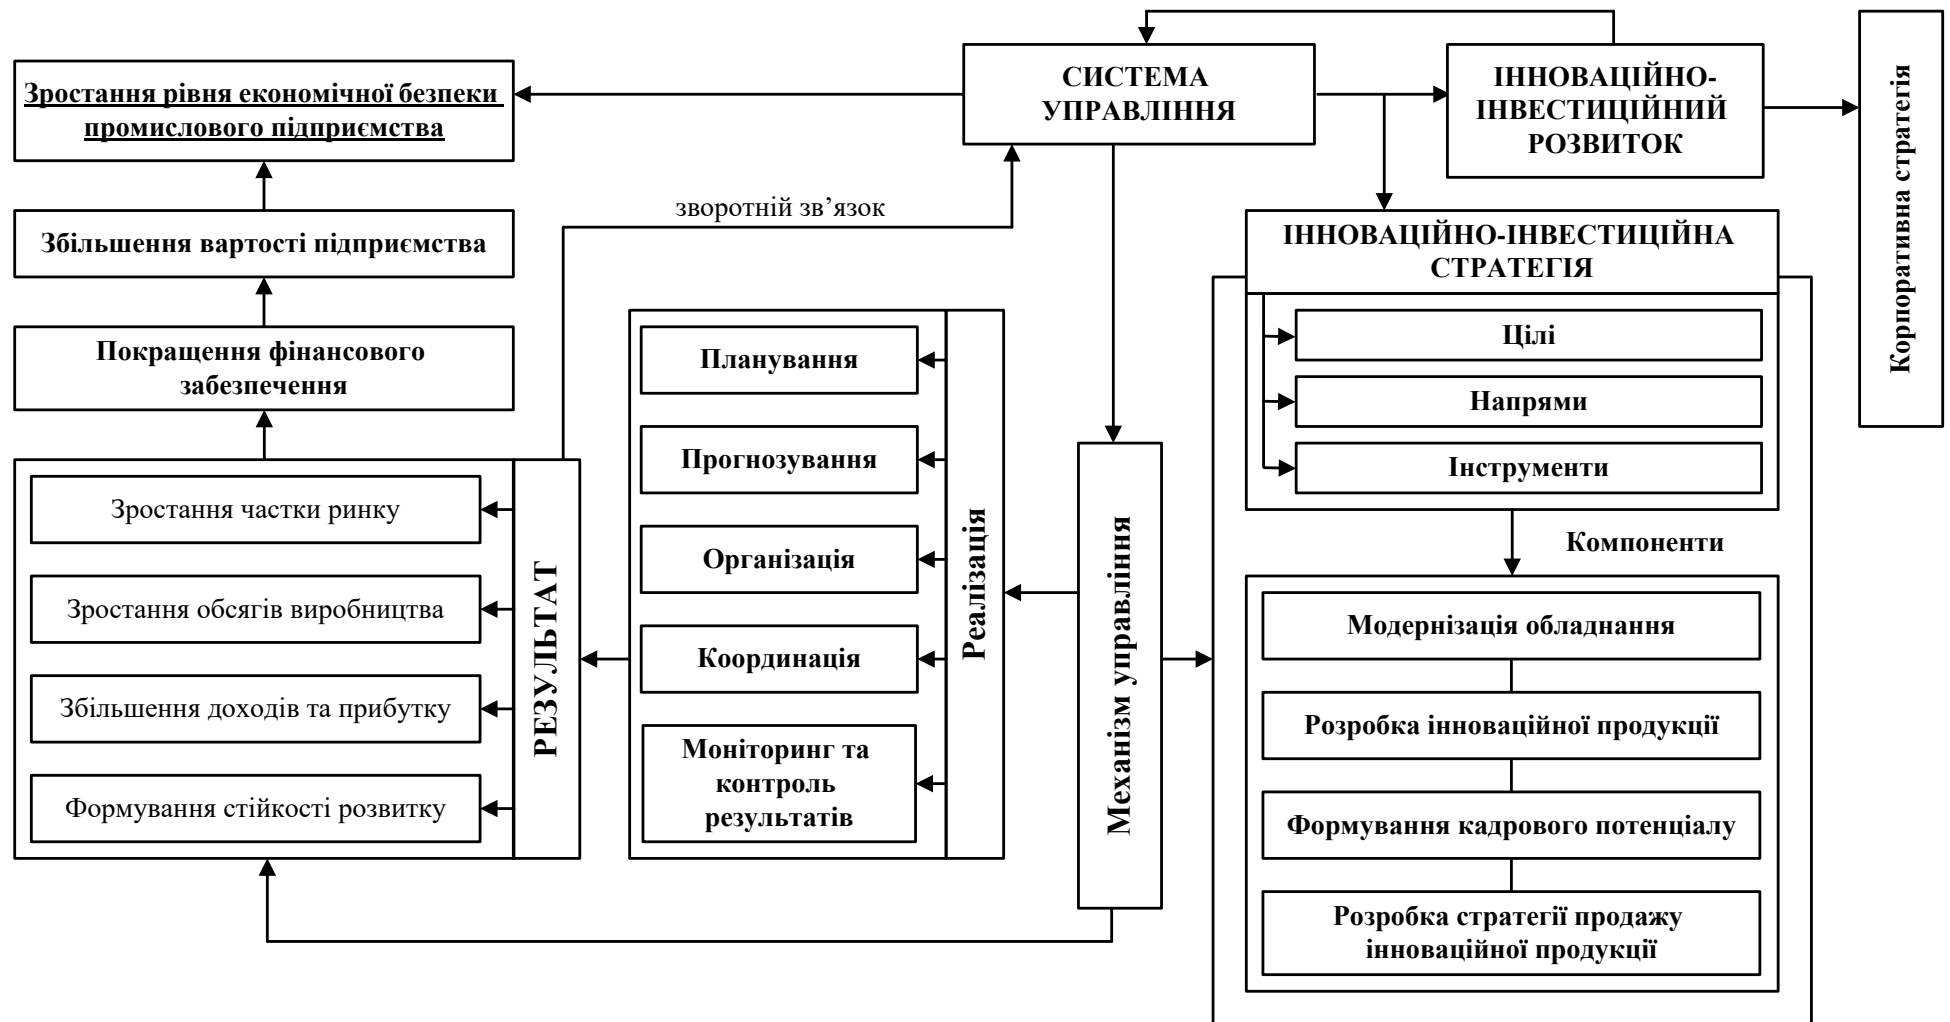 СИСТЕМА
УПРАВЛІННЯ
ІННОВАЦІЙНО-
ІНВЕСТИЦІЙНИЙ
РОЗВИТОК
Корпоративна стратегія
Зростання рівня економічної безпеки
промислового підприємства
зворотній зв’язок
Збільшення вартості підприємства
Покращення фінансового
забезпечення
Зростання частки ринку
Зростання обсягів виробництва
Збільшення доходів та прибутку
Формування стійкості розвитку
РЕЗУЛЬТАТ
Планування
Прогнозування
Організація
Координація
Моніторинг та
контроль
результатів
Реалізація
Механізм управління
ІННОВАЦІЙНО-ІНВЕСТИЦІЙНА
СТРАТЕГІЯ
Цілі
Напрями
Інструменти
Компоненти
Модернізація обладнання
Розробка інноваційної продукції
Формування кадрового потенціалу
Розробка стратегії продажу
інноваційної продукції